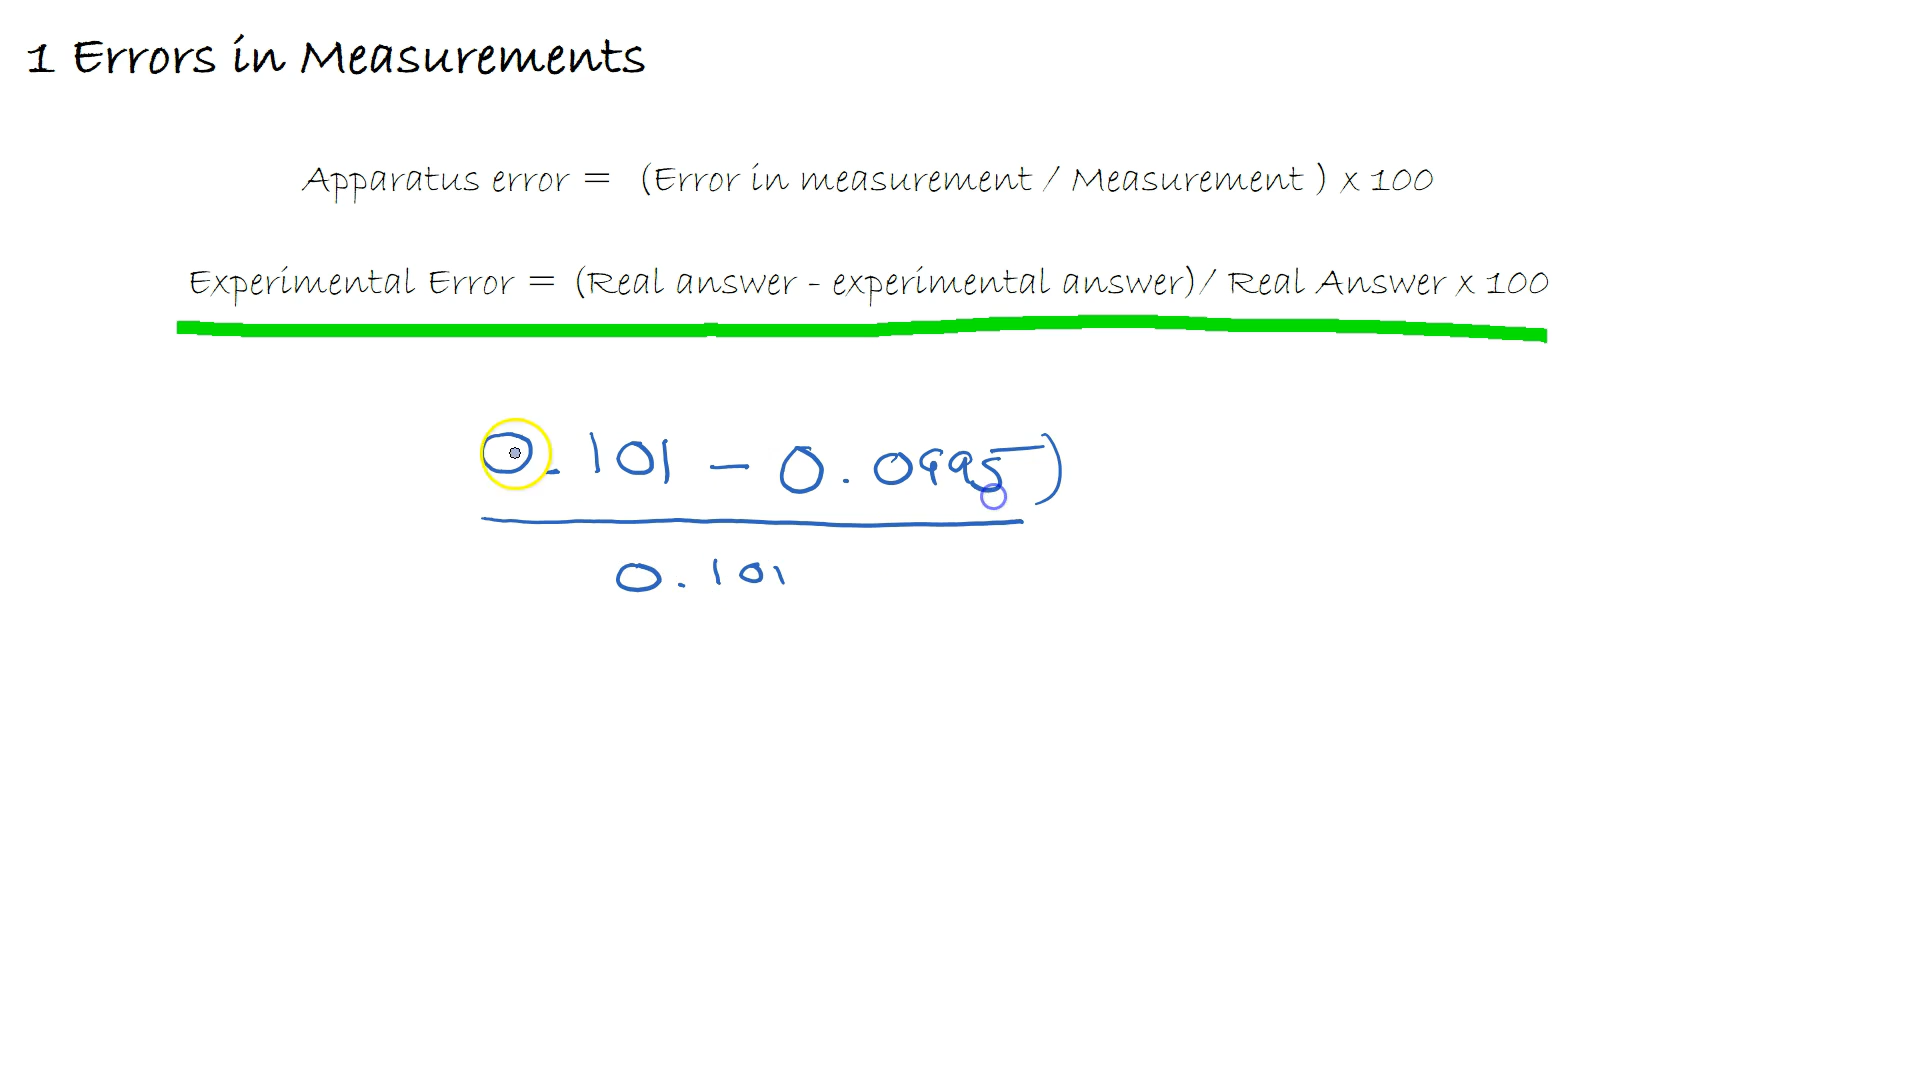 1 Errors in Measurements
Apparatus error = (Error in measurement / Measurement ) x 100
Experimental Error = (Real answer - experimental answer)/ Real Answer x 100
0.101 - 0.0995)
0.101